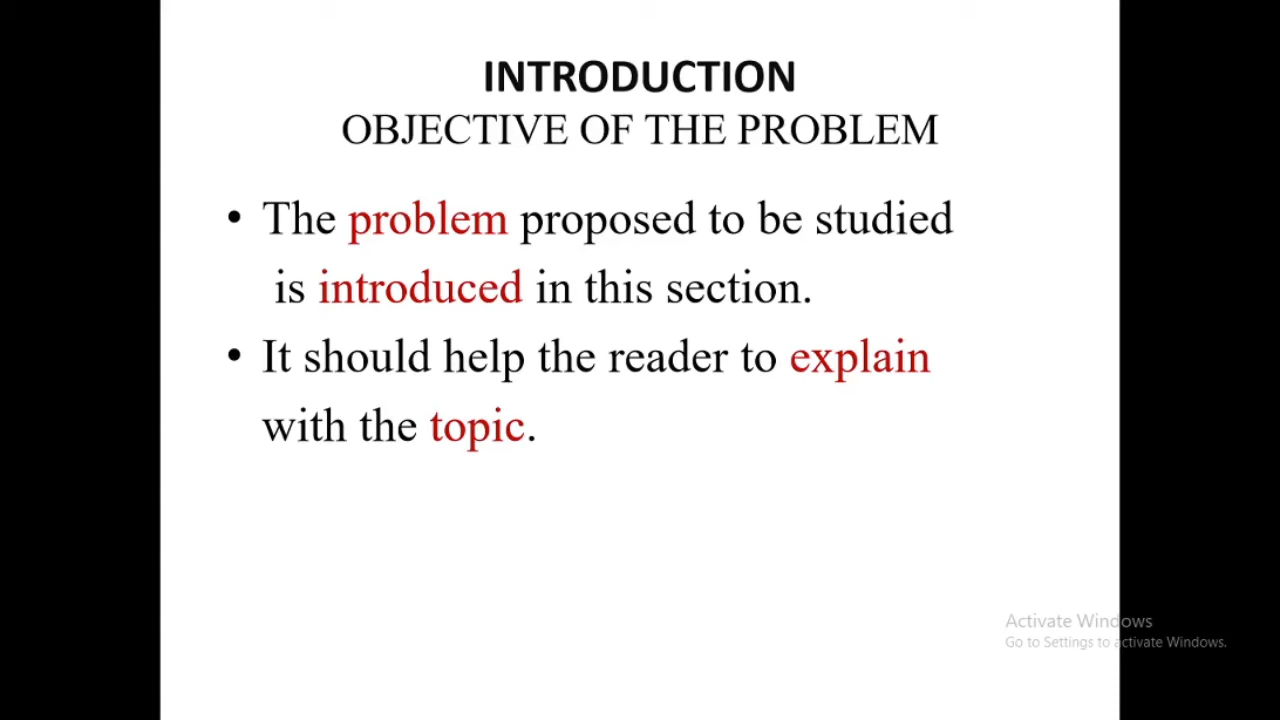 INTRODUCTION
OBJECTIVE OF THE PROBLEM
• The problem proposed to be studied
is introduced in this section.
• It should help the reader to explain
with the topic.
Activate Windows
Go to Settings to activate Windows.